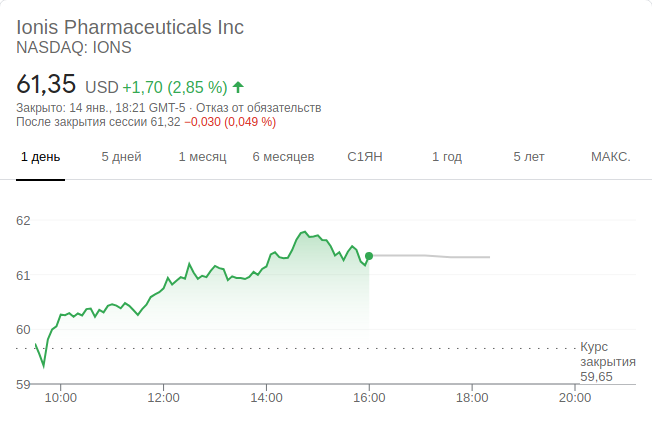 Ionis Pharmaceuticals Inc
NASDAQ: IONS
61,35 USD +1,70 (2,85 %)
Закрыто: 14 янв., 18:21 GMT-5 · Отказ от обязательств
После закрытия сессии 61,32 −0,030 (0,049 %)
1 день 5 дней 1 месяц 6 месяцев С1ЯН 1 год 5 лет МАКС.
62
61
60
Курс
закрытия
59,65
59
10:00 12:00 14:00 16:00 18:00 20:00